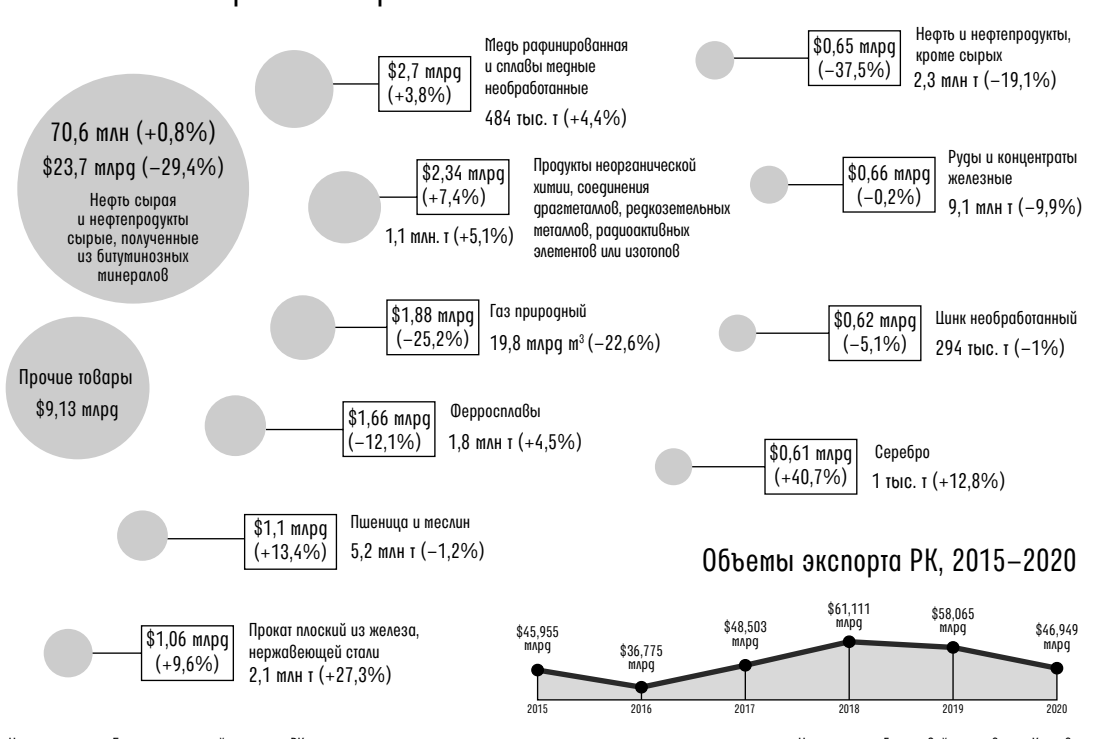 70,6 млн (+0,8%)
$23,7 млрд (−29,4%)
Нефть сырая
и нефтепродукты
сырые, полученные
из битуминозных
минералов
Прочие товары
$9,13 млрд
$2,7 млрд
(+3,8%)
Медь рафинированная
и сплавы медные
необработанные
484 тыс. т (+4,4%)
$2,34 млрд
(+7,4%)
1,1 млн. т (+5,1%)
Продукты неорганической
химии, соединения
драгметаллов, редкоземельных
металлов, радиоактивных
элементов или изотопов
$1,88 млрд
(−25,2%)
Газ природный
19,8 млрд m³ (−22,6%)
$1,66 млрд
(−12,1%)
Ферросплавы
1,8 млн т (+4,5%)
$1,1 млрд
(+13,4%)
Пшеница и меслин
5,2 млн т (−1,2%)
$1,06 млрд
(+9,6%)
Прокат плоский из железа,
нержавеющей стали
2,1 млн т (+27,3%)
$0,65 млрд
(−37,5%)
Нефть и нефтепродукты,
кроме сырых
2,3 млн т (−19,1%)
$0,66 млрд
(−0,2%)
Руды и концентраты
железные
9,1 млн т (−9,9%)
$0,62 млрд
(−5,1%)
Цинк необработанный
294 тыс. т (−1%)
$0,61 млрд
(+40,7%)
Серебро
1 тыс. т (+12,8%)
Объемы экспорта РК, 2015−2020
$45,955
млрд
$36,775
млрд
$48,503
млрд
$61,111
млрд
$58,065
млрд
$46,949
млрд
2015 2016 2017 2018 2019 2020